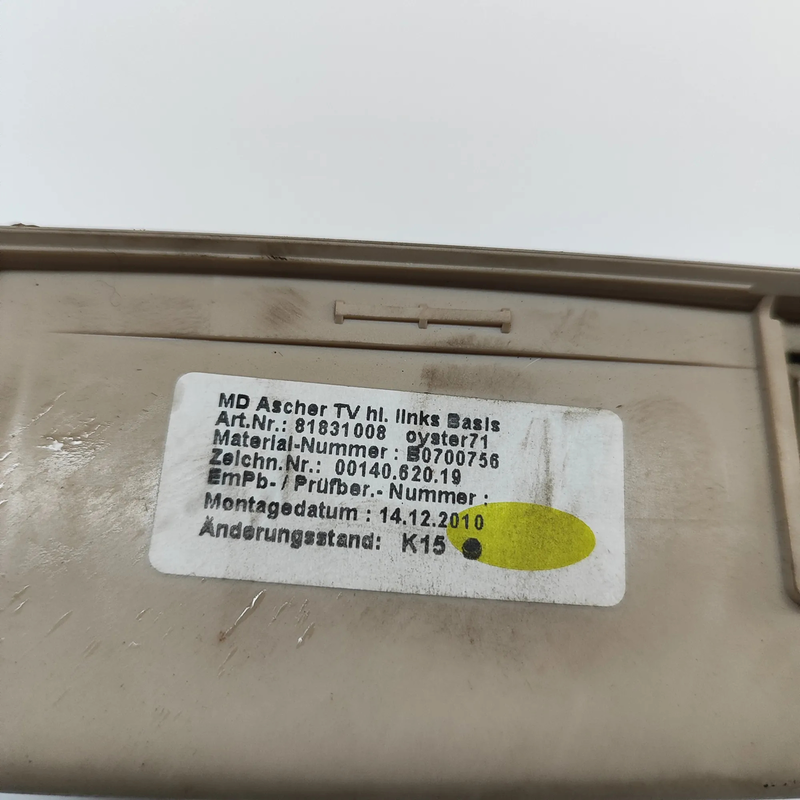 MD Ascher TV hl. links Basis
Art.Nr.: 81831008 oyster71
Material-Nummer : B0700756
Zeichn.Nr.: 00140.620.19
EmPb- / Prüfber.- Nummer :
Montagedatum : 14.12.2010
Änderungsstand: K15